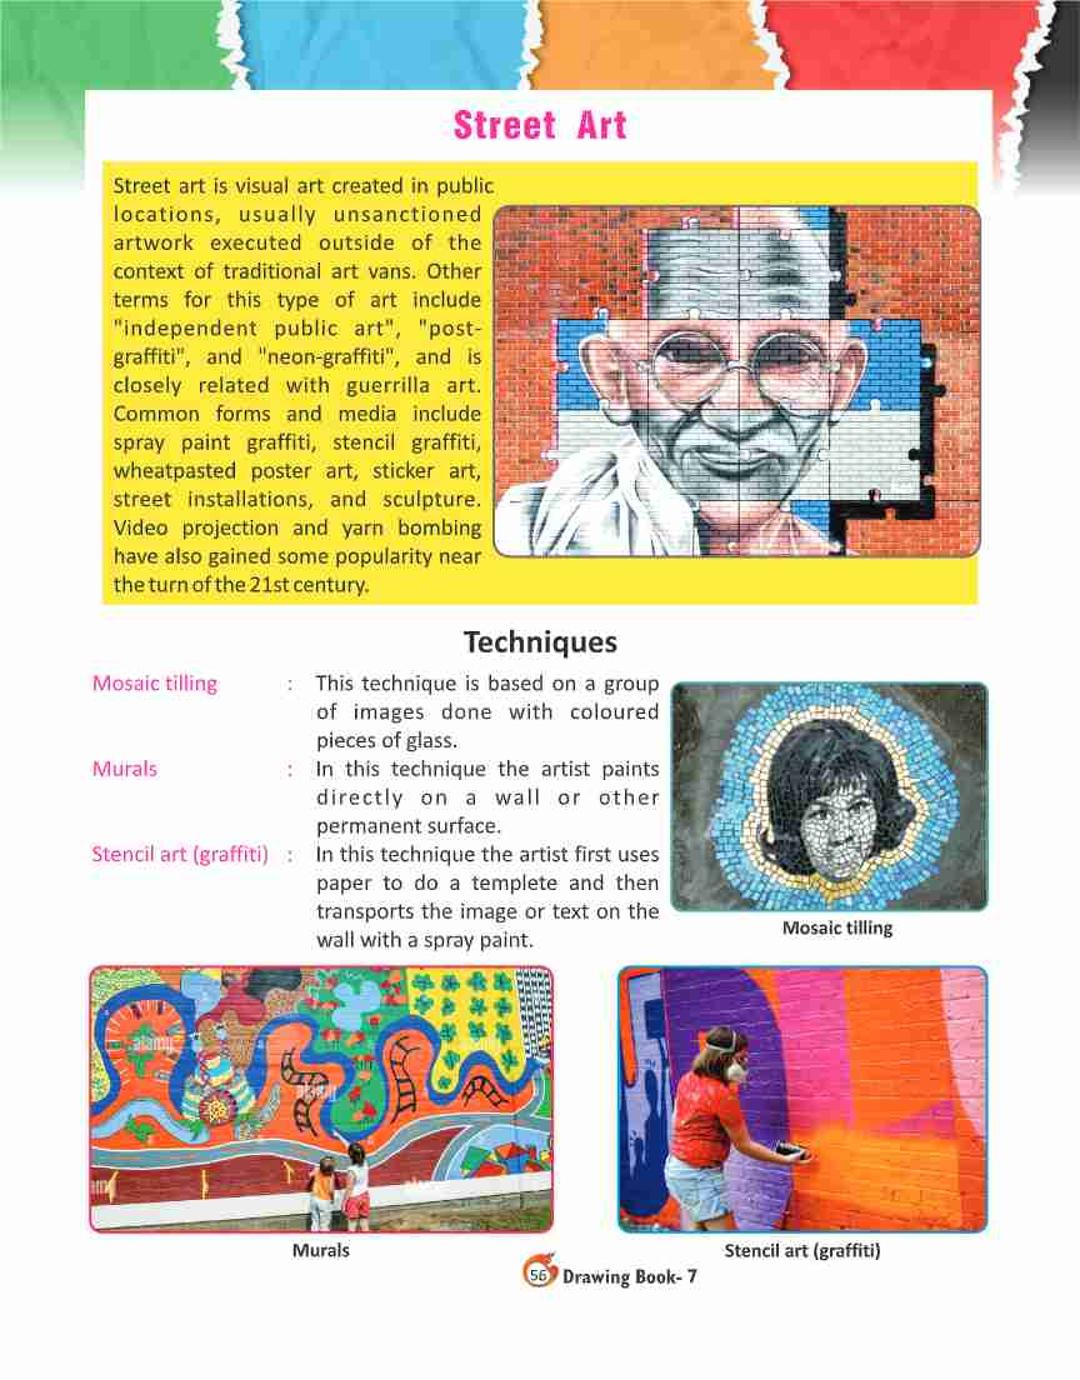 Street Art
Street art is visual art created in public
locations, usually unsanctioned
artwork executed outside of the
context of traditional art vans. Other
terms for this type of art include
"independent public art", "post-
graffiti", and "neon-graffiti", and is
closely related with guerrilla art.
Common forms and media include
spray paint graffiti, stencil graffiti,
wheatpasted poster art, sticker art,
street installations, and sculpture.
Video projection and yarn bombing
have also gained some popularity near
the turn of the 21st century.
Techniques
Mosaic tilling : This technique is based on a group
of images done with coloured
pieces of glass.
Murals : In this technique the artist paints
directly on a wall or other
permanent surface.
Stencil art (graffiti) : In this technique the artist first uses
paper to do a templete and then
transports the image or text on the
wall with a spray paint.
Mosaic tilling
alamy
Murals
Stencil art (graffiti)
56 Drawing Book- 7